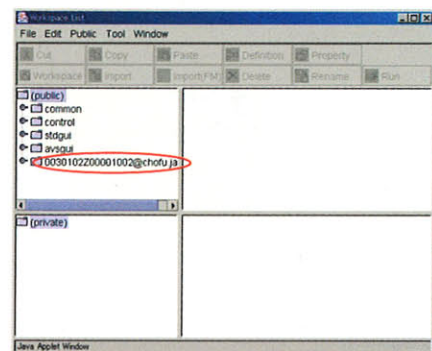 Workspace List
File Edit Public Tool Window
Cut Copy Paste Definition Property
Workspace Import Import(FM) Delete Rename Run
(public)
common
control
stdgui
avsgui
0030102Z00001002@chofu.ja
(private)
Java Applet Window